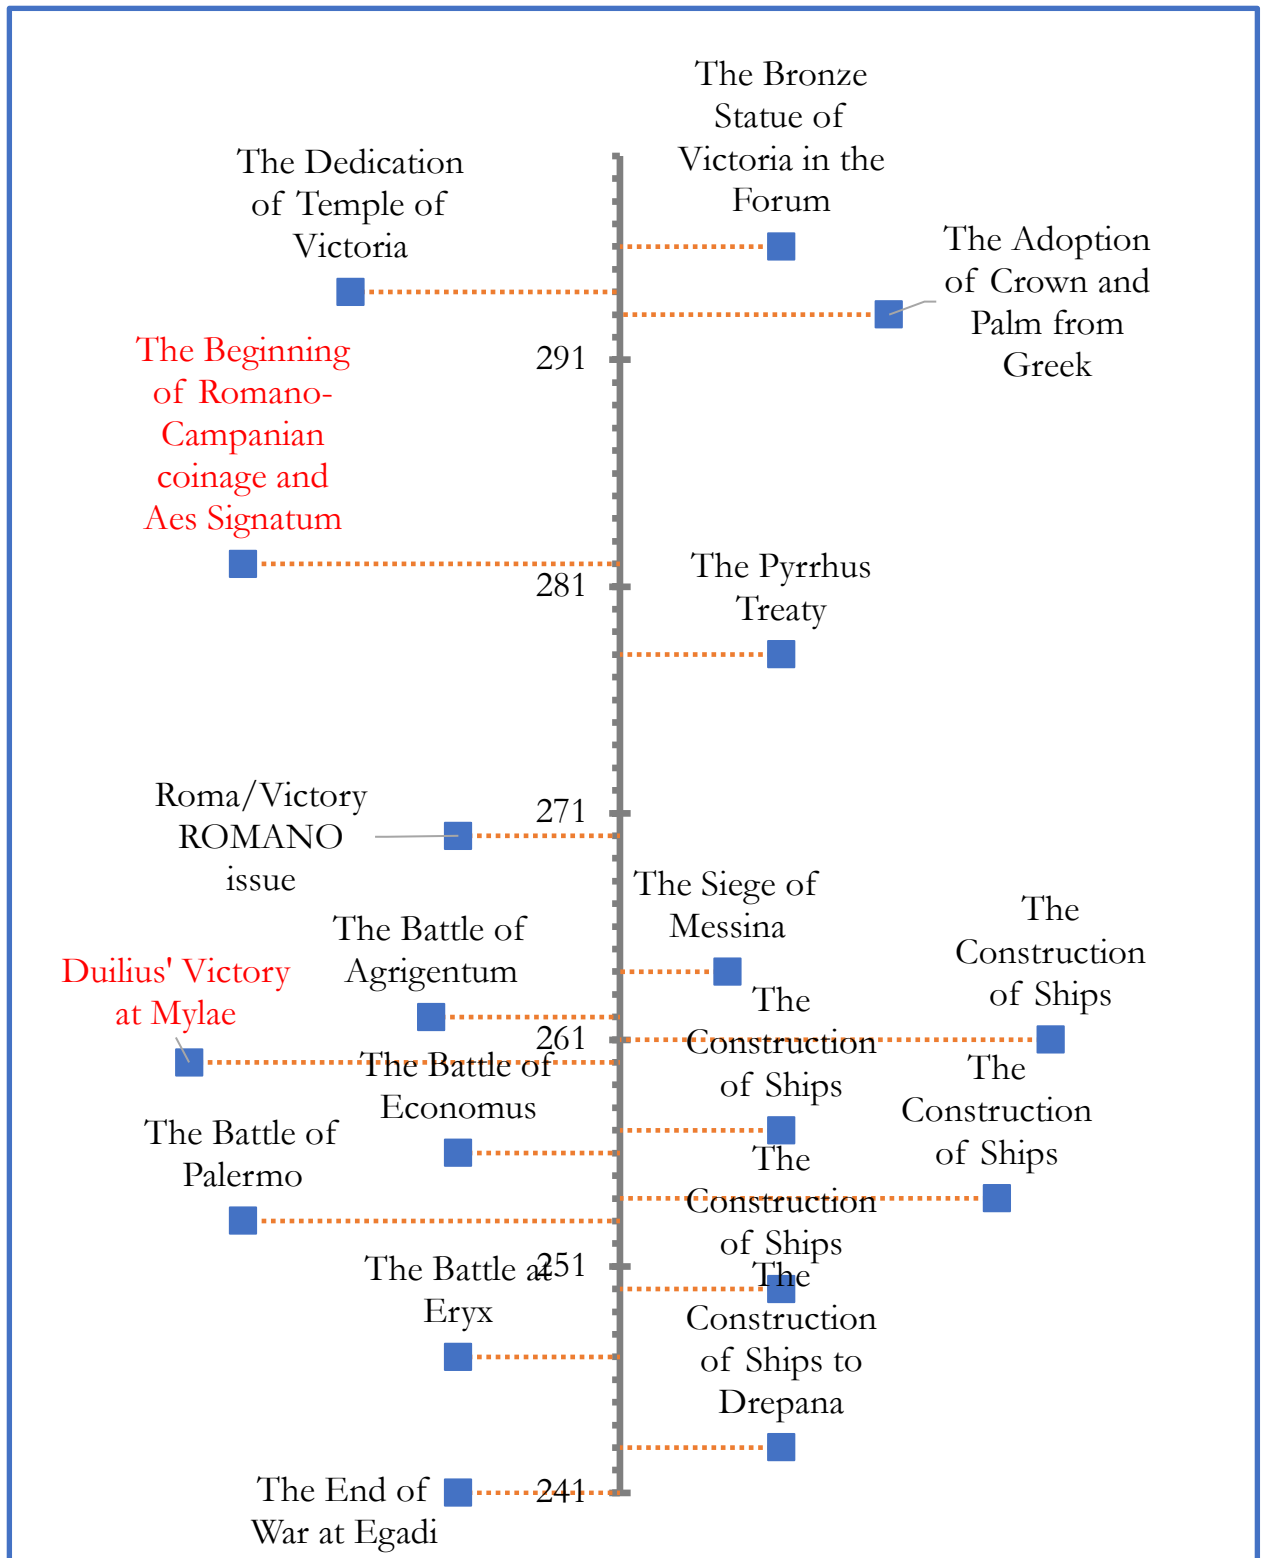 The Bronze
Statue of
Victoria in the
Forum
The Dedication
of Temple of
Victoria
The Adoption
of Crown and
Palm from
Greek
The Beginning
of Romano-
Campanian
coinage and
Aes Signatum
291
281
The Pyrrhus
Treaty
271
Roma/Victory
ROMANO
issue
The Siege of
Messina
The
Construction
of Ships
The Battle of
Agrigentum
Duilius' Victory
at Mylae
261
The
Construction
of Ships
The Battle of
Economus
The
Construction
of Ships
The Battle of
Palermo
The
Construction
of Ships
251
The Battle at
Eryx
The
Construction
of Ships to
Drepana
The End of
War at Egadi
241